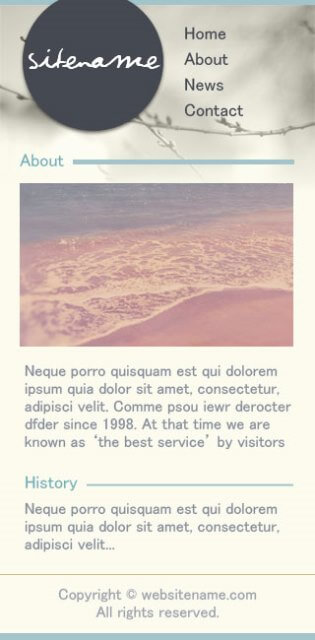 sitename
Home
About
News
Contact
About
Neque porro quisquam est qui dolorem
ipsum quia dolor sit amet, consectetur,
adipisci velit. Comme psou iewr derocter
dfder since 1998. At that time we are
known as ‘the best service’ by visitors
History
Neque porro quisquam est qui dolorem
ipsum quia dolor sit amet, consectetur,
adipisci velit...
Copyright © websitename.com
All rights reserved.